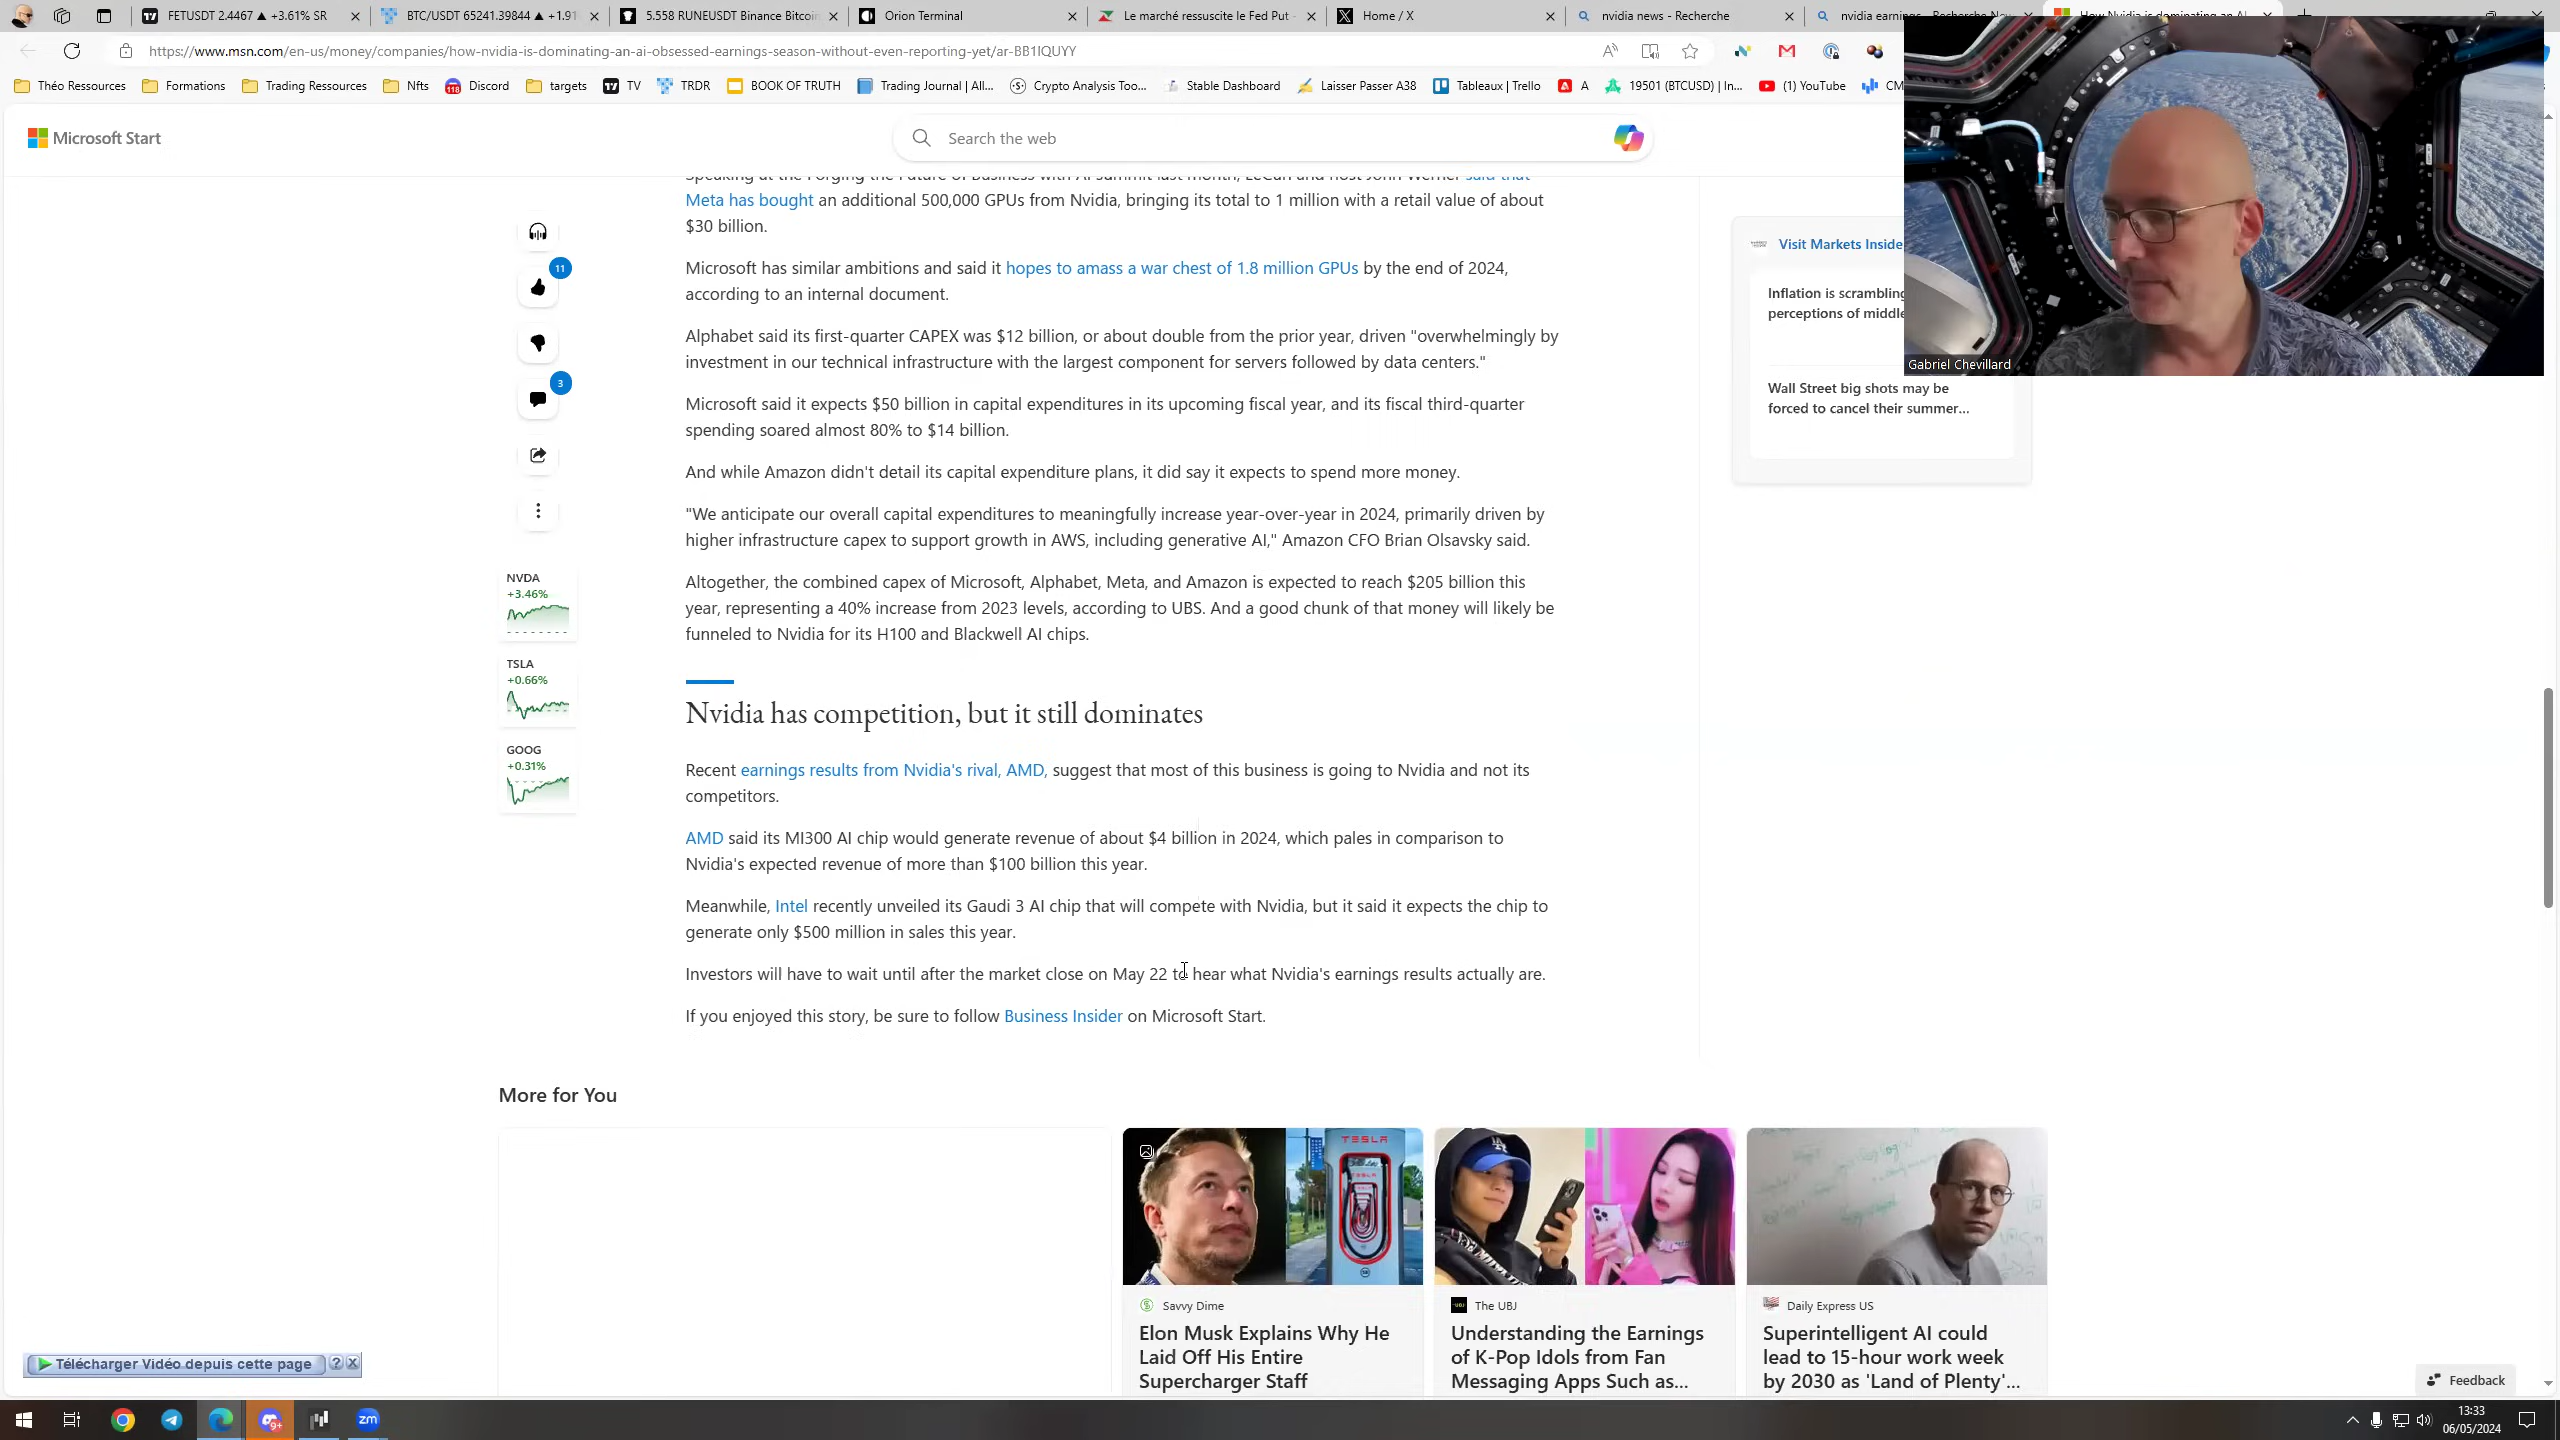 FETUSDT 2.4467 ▲ +3.61% SR
BTC/USDT 65241.39844 ▲ +1.91
5.558 RUNEUSDT Binance Bitcoin
Orion Terminal
Le marché ressuscite le Fed Put -
Home / X
nvidia news - Recherche
nvidia earnings - Recherche Nov
How Nvidia is dominating an AI
https://www.msn.com/en-us/money/companies/how-nvidia-is-dominating-an-ai-obsessed-earnings-season-without-even-reporting-yet/ar-BB1lQUYY
Théo Ressources
Formations
Trading Ressources
Nfts
Discord
targets
TV
TRDR
BOOK OF TRUTH
Trading Journal | All...
Crypto Analysis Too...
Stable Dashboard
Laisser Passer A38
Tableaux | Trello
A
19501 (BTCUSD) | In...
(1) YouTube
CM
Microsoft Start
Search the web
Speaking at the Forging the Future of Business with AI Summit last month, LeCun and host John Werner said that
Meta has bought an additional 500,000 GPUs from Nvidia, bringing its total to 1 million with a retail value of about
$30 billion.
Microsoft has similar ambitions and said it hopes to amass a war chest of 1.8 million GPUs by the end of 2024,
according to an internal document.
Alphabet said its first-quarter CAPEX was $12 billion, or about double from the prior year, driven "overwhelmingly by
investment in our technical infrastructure with the largest component for servers followed by data centers."
Microsoft said it expects $50 billion in capital expenditures in its upcoming fiscal year, and its fiscal third-quarter
spending soared almost 80% to $14 billion.
And while Amazon didn't detail its capital expenditure plans, it did say it expects to spend more money.
"We anticipate our overall capital expenditures to meaningfully increase year-over-year in 2024, primarily driven by
higher infrastructure capex to support growth in AWS, including generative AI," Amazon CFO Brian Olsavsky said.
Altogether, the combined capex of Microsoft, Alphabet, Meta, and Amazon is expected to reach $205 billion this
year, representing a 40% increase from 2023 levels, according to UBS. And a good chunk of that money will likely be
funneled to Nvidia for its H100 and Blackwell AI chips.
Nvidia has competition, but it still dominates
Recent earnings results from Nvidia's rival, AMD, suggest that most of this business is going to Nvidia and not its
competitors.
AMD said its MI300 AI chip would generate revenue of about $4 billion in 2024, which pales in comparison to
Nvidia's expected revenue of more than $100 billion this year.
Meanwhile, Intel recently unveiled its Gaudi 3 AI chip that will compete with Nvidia, but it said it expects the chip to
generate only $500 million in sales this year.
Investors will have to wait until after the market close on May 22 to hear what Nvidia's earnings results actually are.
If you enjoyed this story, be sure to follow Business Insider on Microsoft Start.
11
3
NVDA
+3.46%
TSLA
+0.66%
GOOG
+0.31%
Visit Markets Inside
Inflation is scrambling
perceptions of middle
Wall Street big shots may be
forced to cancel their summer...
Gabriel Chevillard
More for You
TESLA
Savvy Dime
Elon Musk Explains Why He
Laid Off His Entire
Supercharger Staff
The UBJ
Understanding the Earnings
of K-Pop Idols from Fan
Messaging Apps Such as...
Daily Express US
Superintelligent AI could
lead to 15-hour work week
by 2030 as 'Land of Plenty'...
Télécharger Vidéo depuis cette page
Feedback
13:33
06/05/2024